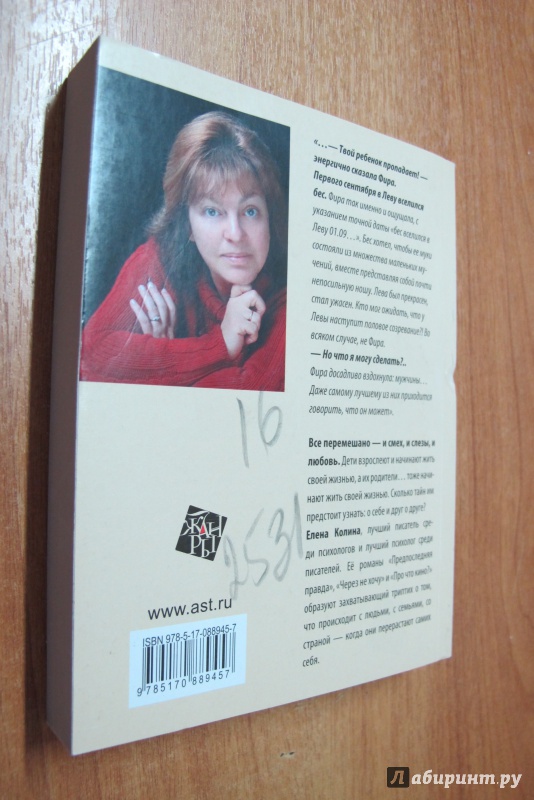 «…— Твой ребенок пропадает! —
энергично сказала Фира.
Первого сентября в Леву вселился
бес. Фира так именно и ощущала, с
указанием точной даты «бес вселился в
Леву 01.09…». Бес хотел, чтобы ее муки
состояли из множества маленьких му-
чений, вместе представляя собой почти
непосильную ношу. Лева был прекрасен,
стал ужасен. Кто мог ожидать, что у
Левы наступит половое созревание?! Во
всяком случае, не Фира.
— Но что я могу сделать?..
Фира досадливо вздохнула: мужчины…
Даже самому лучшему из них приходится
говорить, что он может».
Все перемешано — и смех, и слезы, и
любовь. Дети взрослеют и начинают жить
своей жизнью, а их родители… тоже начи-
нают жить своей жизнью. Сколько тайн им
предстоит узнать: о себе и друг о друге?
Елена Колина, лучший писатель сре-
ди психологов и лучший психолог среди
писателей. Её романы «Предпоследняя
правда», «Через не хочу» и «Про что кино?»
образуют захватывающий триптих о том,
что происходит с людьми, с семьями, со
страной — когда они перерастают самих
себя.
16
2531
ЖАН
РЫ
www.ast.ru
ISBN 978-5-17-088945-7
9 785170 889457
Лабиринт.ру